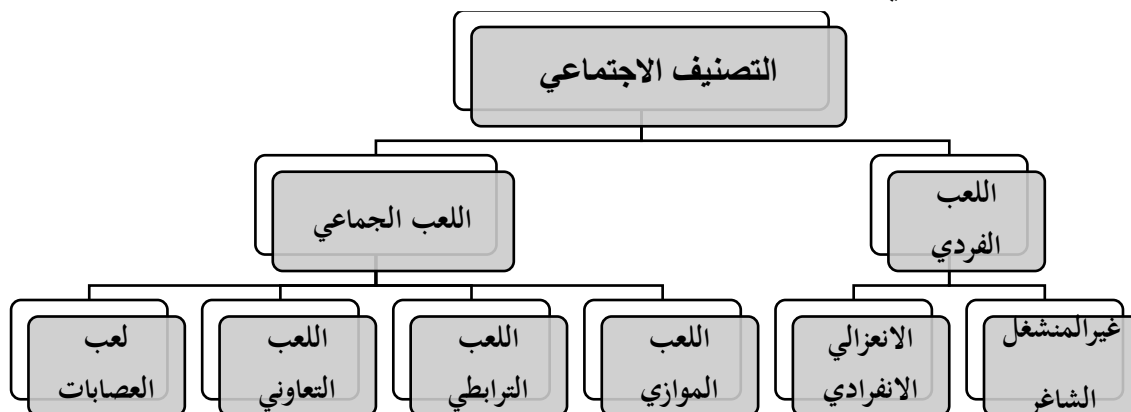 التصنيف الاجتماعي
اللعب
الفردي
اللعب الجماعي
غيرالمنشغل
الشاغر
الانعزالي
الانفرادي
اللعب
الموازي
اللعب
الترابطي
اللعب
التعاوني
لعب
العصابات